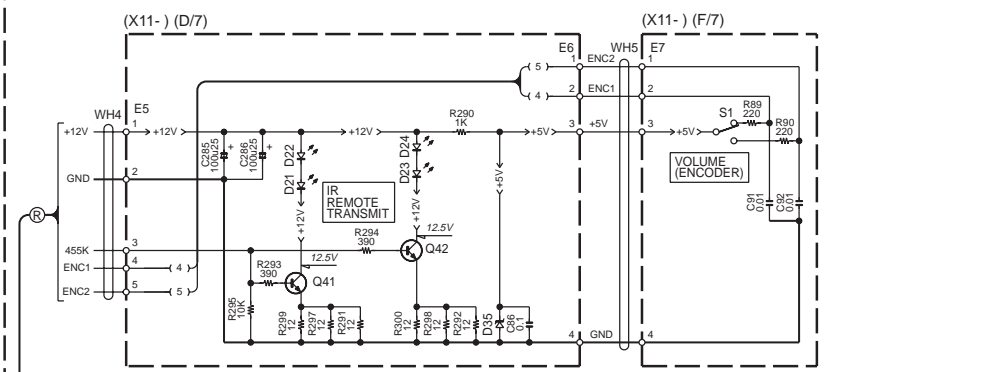 (X11- ) (D/7)
(X11- ) (F/7)
E6 WH5 E7
1 ENC2 1
5
2 ENC1 2
4
WH4 E5
+12V 1 +12V +12V R290 1K +5V 3 +5V 3 +5V
S1 R89 220
R90 220
C285 100u25 +
C286 100u25 +
D22
D21
D24
D23
GND 2
+5V
VOLUME
(ENCODER)
IR
REMOTE
TRANSMIT
C91 0.01
C92 0.01
R
+12V
+12V
12.5V
455K 3
R294 390
Q42
ENC1 4 4
R293 390
12.5V
Q41
ENC2 5 5
R295 10K
R299 12
R297 12
R291 12
R300 12
R298 12
R292 12
D35
C86 0.1
4 GND 4